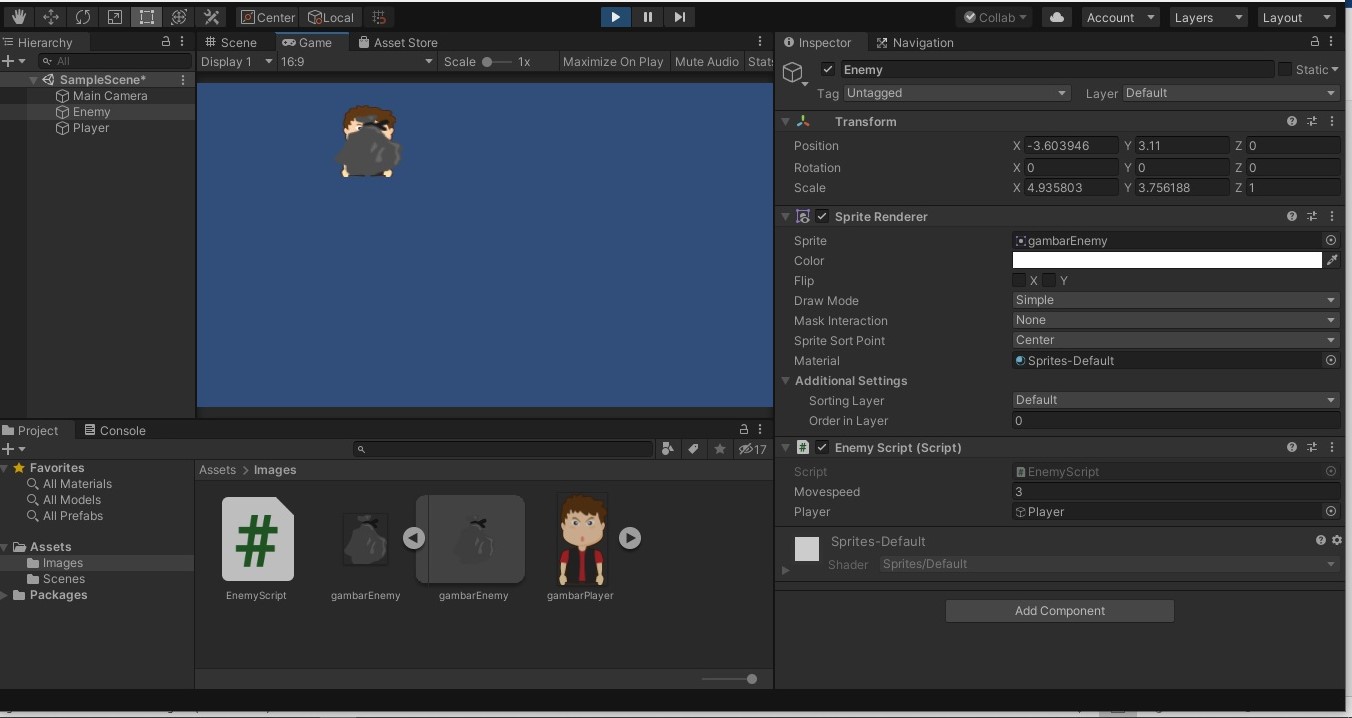 Center Local Collab Account Layers Layout
Hierarchy
All
SampleScene*
Main Camera
Enemy
Player
Scene Game Asset Store
Display 1 16:9 Scale 1x Maximize On Play Mute Audio Stats
Project Console
17
Favorites
All Materials
All Models
All Prefabs
Assets
Images
Scenes
Packages
Assets > Images
EnemyScript gambarEnemy gambarEnemy gambarPlayer
Inspector Navigation
Enemy Static
Tag Untagged Layer Default
Transform
Position X -3.603946 Y 3.11 Z 0
Rotation X 0 Y 0 Z 0
Scale X 4.935803 Y 3.756188 Z 1
Sprite Renderer
Sprite gambarEnemy
Color
Flip X Y
Draw Mode Simple
Mask Interaction None
Sprite Sort Point Center
Material Sprites-Default
Additional Settings
Sorting Layer Default
Order in Layer 0
# Enemy Script (Script)
Script EnemyScript
Movespeed 3
Player Player
Sprites-Default
Shader Sprites/Default
Add Component